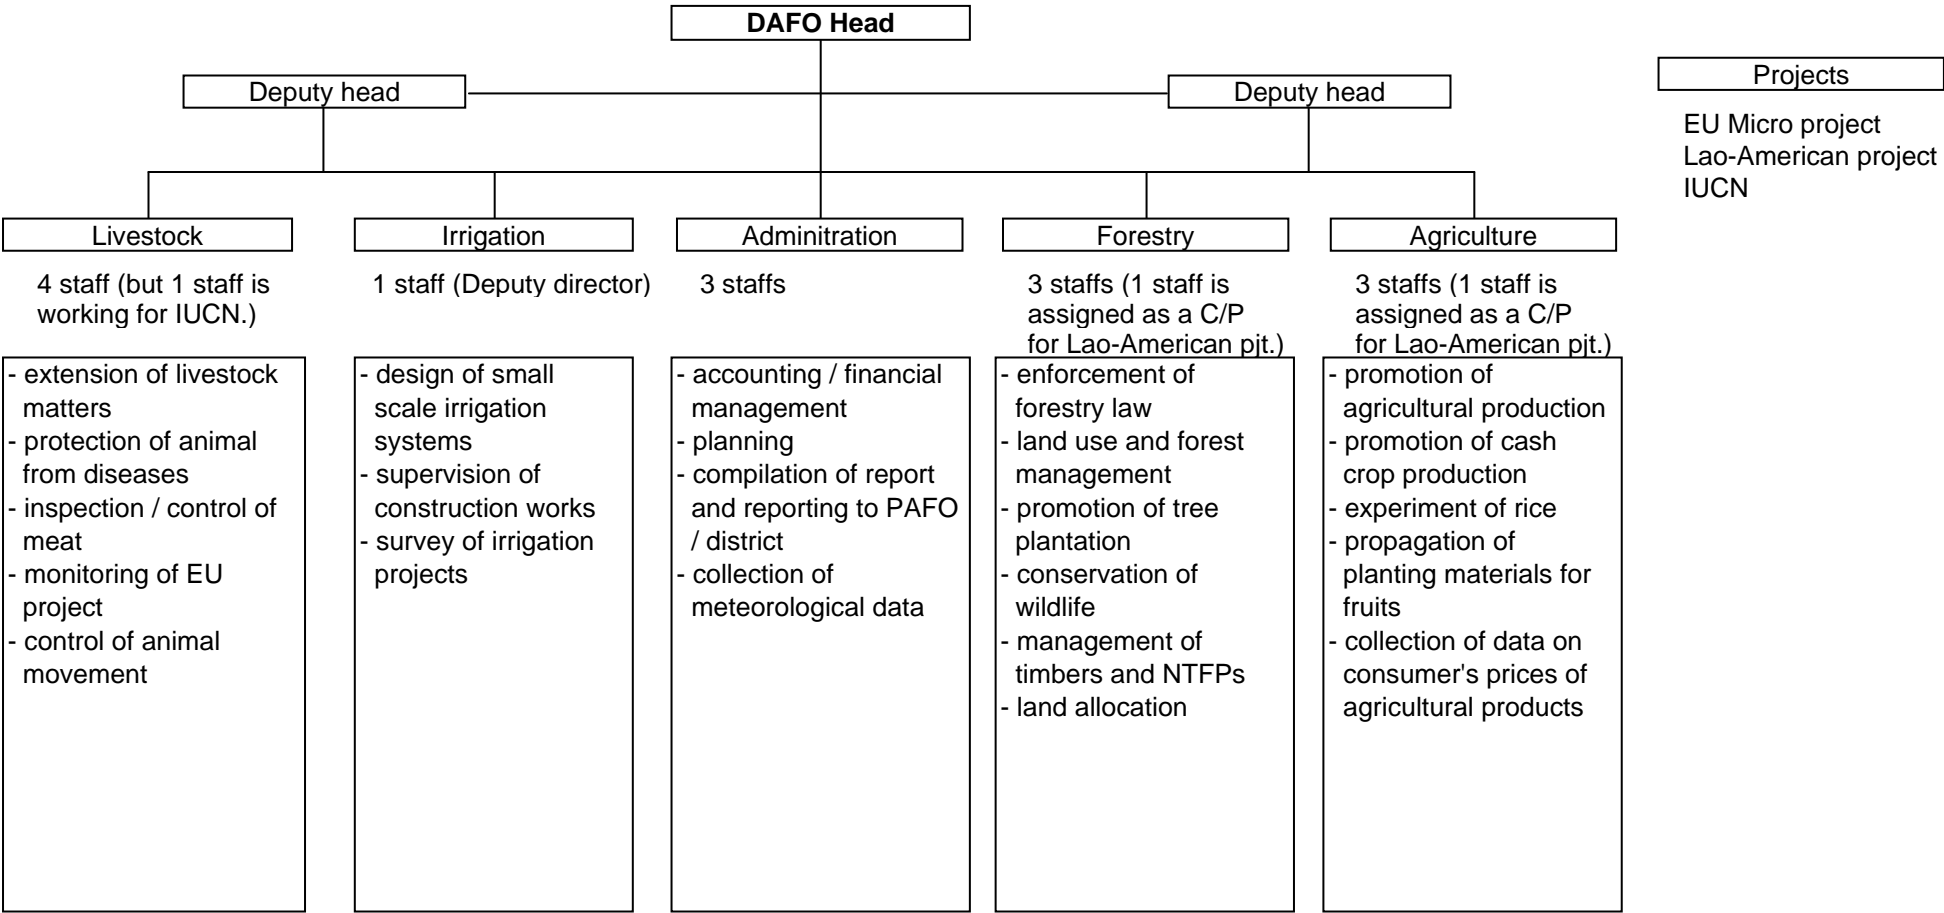 DAFO Head
Deputy head
Deputy head
Projects
EU Micro project
Lao-American project
IUCN
Livestock
4 staff (but 1 staff is
working for IUCN.)
- extension of livestock
matters
- protection of animal
from diseases
- inspection / control of
meat
- monitoring of EU
project
- control of animal
movement
Irrigation
1 staff (Deputy director)
- design of small
scale irrigation
systems
- supervision of
construction works
- survey of irrigation
projects
Adminitration
3 staffs
- accounting / financial
management
- planning
- compilation of report
and reporting to PAFO
/ district
- collection of
meteorological data
Forestry
3 staffs (1 staff is
assigned as a C/P
for Lao-American pjt.)
- enforcement of
forestry law
- land use and forest
management
- promotion of tree
plantation
- conservation of
wildlife
- management of
timbers and NTFPs
- land allocation
Agriculture
3 staffs (1 staff is
assigned as a C/P
for Lao-American pjt.)
- promotion of
agricultural production
- promotion of cash
crop production
- experiment of rice
- propagation of
planting materials for
fruits
- collection of data on
consumer's prices of
agricultural products